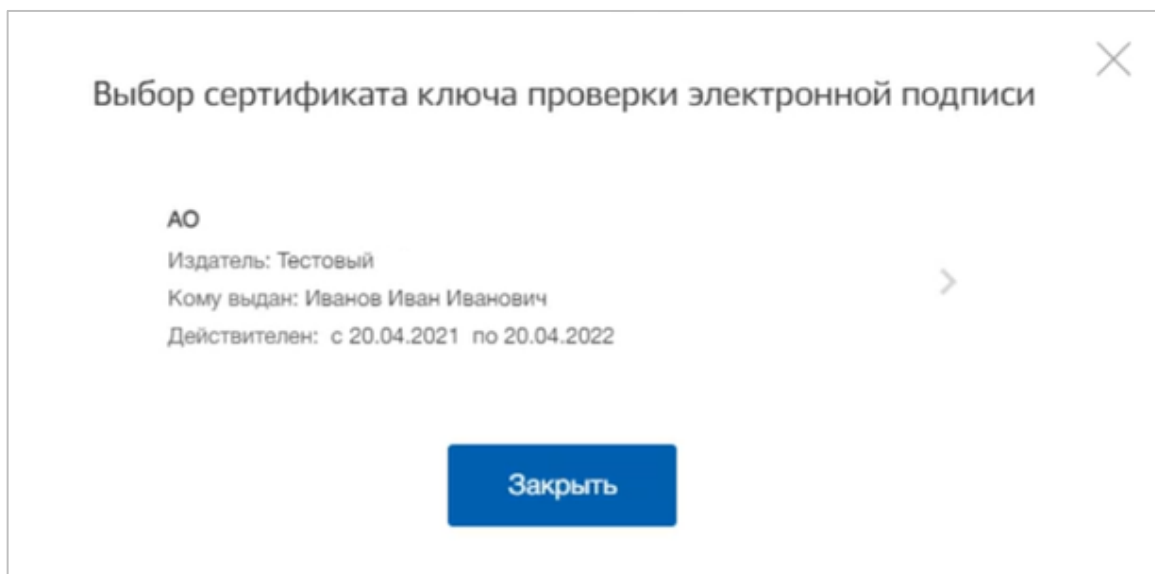 Выбор сертификата ключа проверки электронной подписи
АО
Издатель: Тестовый
Кому выдан: Иванов Иван Иванович
Действителен: с 20.04.2021 по 20.04.2022
Закрыть